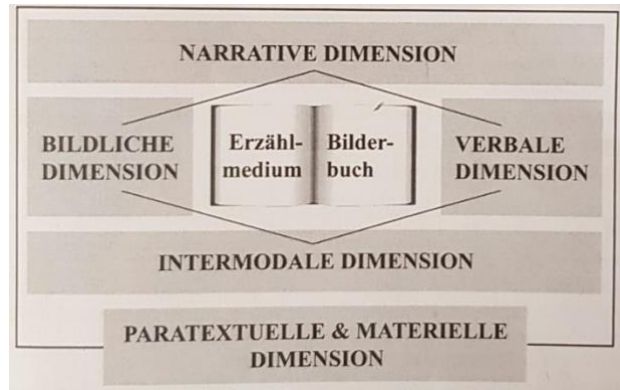 NARRATIVE DIMENSION
BILDLICHE DIMENSION
Erzähl-medium
Bilder-buch
VERBALE DIMENSION
INTERMODALE DIMENSION
PARATEXTUELLE & MATERIELLE
DIMENSION